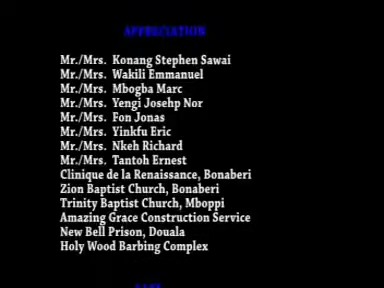 APPRECIATION
Mr./Mrs. Konang Stephen Sawai
Mr./Mrs. Wakili Emmanuel
Mr./Mrs. Mbogba Marc
Mr./Mrs. Yengi Josehp Nor
Mr./Mrs. Fon Jonas
Mr./Mrs. Yinkfu Eric
Mr./Mrs. Nkeh Richard
Mr./Mrs. Tantoh Ernest
Clinique de la Renaissance, Bonaberi
Zion Baptist Church, Bonaberi
Trinity Baptist Church, Mboppi
Amazing Grace Construction Service
New Bell Prison, Douala
Holy Wood Barbing Complex